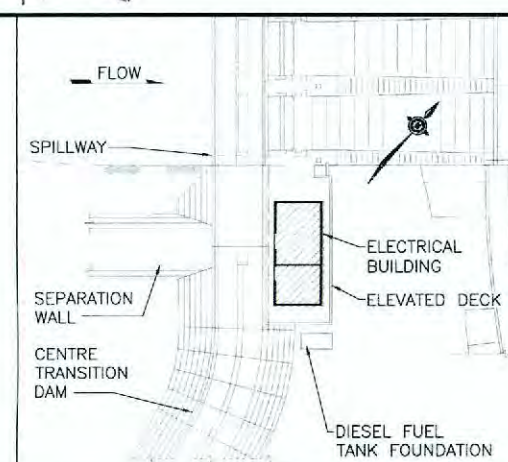 FLOW
SPILLWAY
ELECTRICAL
BUILDING
ELEVATED DECK
SEPARATION
WALL
CENTRE
TRANSITION
DAM
DIESEL FUEL
TANK FOUNDATION